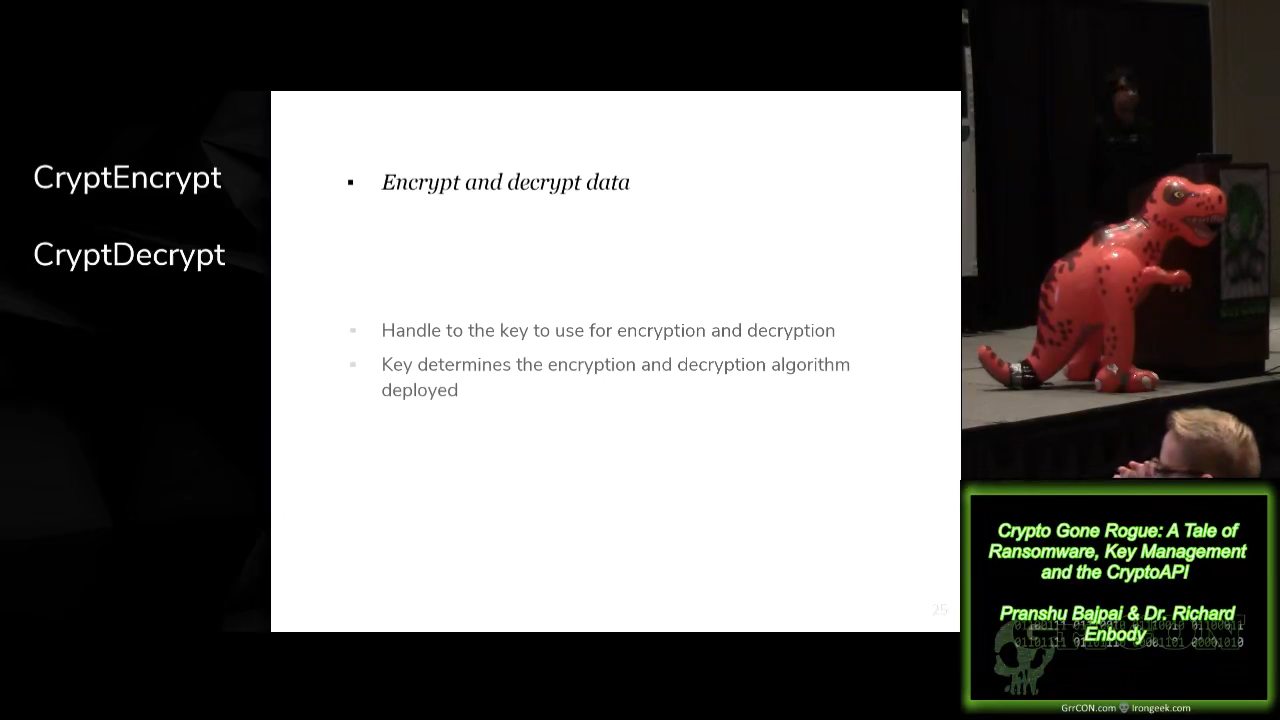 CryptEncrypt
CryptDecrypt
▪ Encrypt and decrypt data
▪ Handle to the key to use for encryption and decryption
▪ Key determines the encryption and decryption algorithm
deployed
25
Crypto Gone Rogue: A Tale of
Ransomware, Key Management
and the CryptoAPI
Pranshu Bajpai & Dr. Richard
Enbody
GrrCON.com Irongeek.com